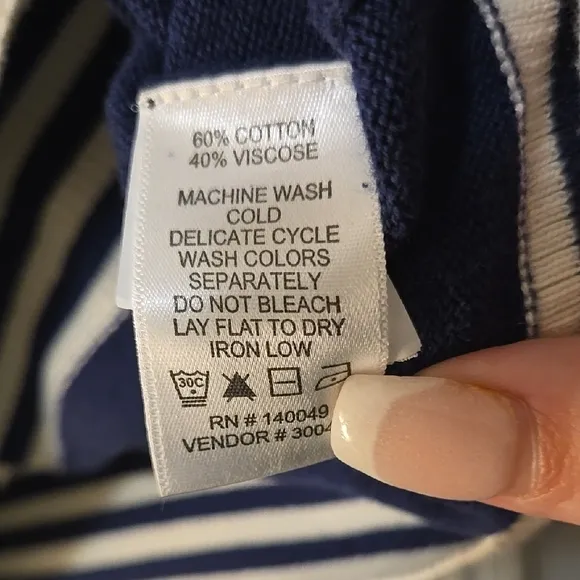 60% COTTON
40% VISCOSE
MACHINE WASH
COLD
DELICATE CYCLE
WASH COLORS
SEPARATELY
DO NOT BLEACH
LAY FLAT TO DRY
IRON LOW
30C
RN # 140049
VENDOR #